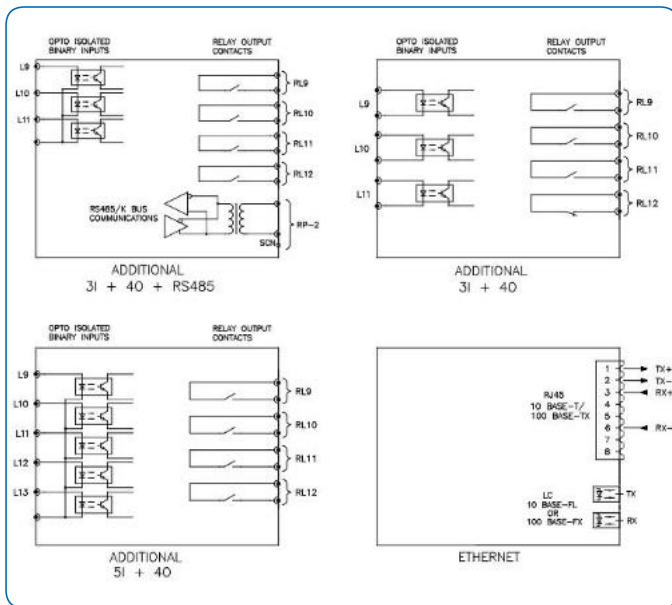 OPTO ISOLATED
BINARY INPUTS
RELAY OUTPUT
CONTACTS
L9
L10
L11
RL9
RL10
RL11
RL12
RS485/K BUS
COMMUNICATIONS
RP-2
SCN
ADDITIONAL
3I + 4O + RS485
OPTO ISOLATED
BINARY INPUTS
RELAY OUTPUT
CONTACTS
L9
L10
L11
RL9
RL10
RL11
RL12
ADDITIONAL
3I + 4O
OPTO ISOLATED
BINARY INPUTS
RELAY OUTPUT
CONTACTS
L9
L10
L11
L12
L13
RL9
RL10
RL11
RL12
ADDITIONAL
5I + 4O
RJ45
10 BASE-T/
100 BASE-TX
1 TX+
2 TX-
3 RX+
4
5
6 RX-
7
8
LC
10 BASE-FL
OR
100 BASE-FX
TX
RX
ETHERNET